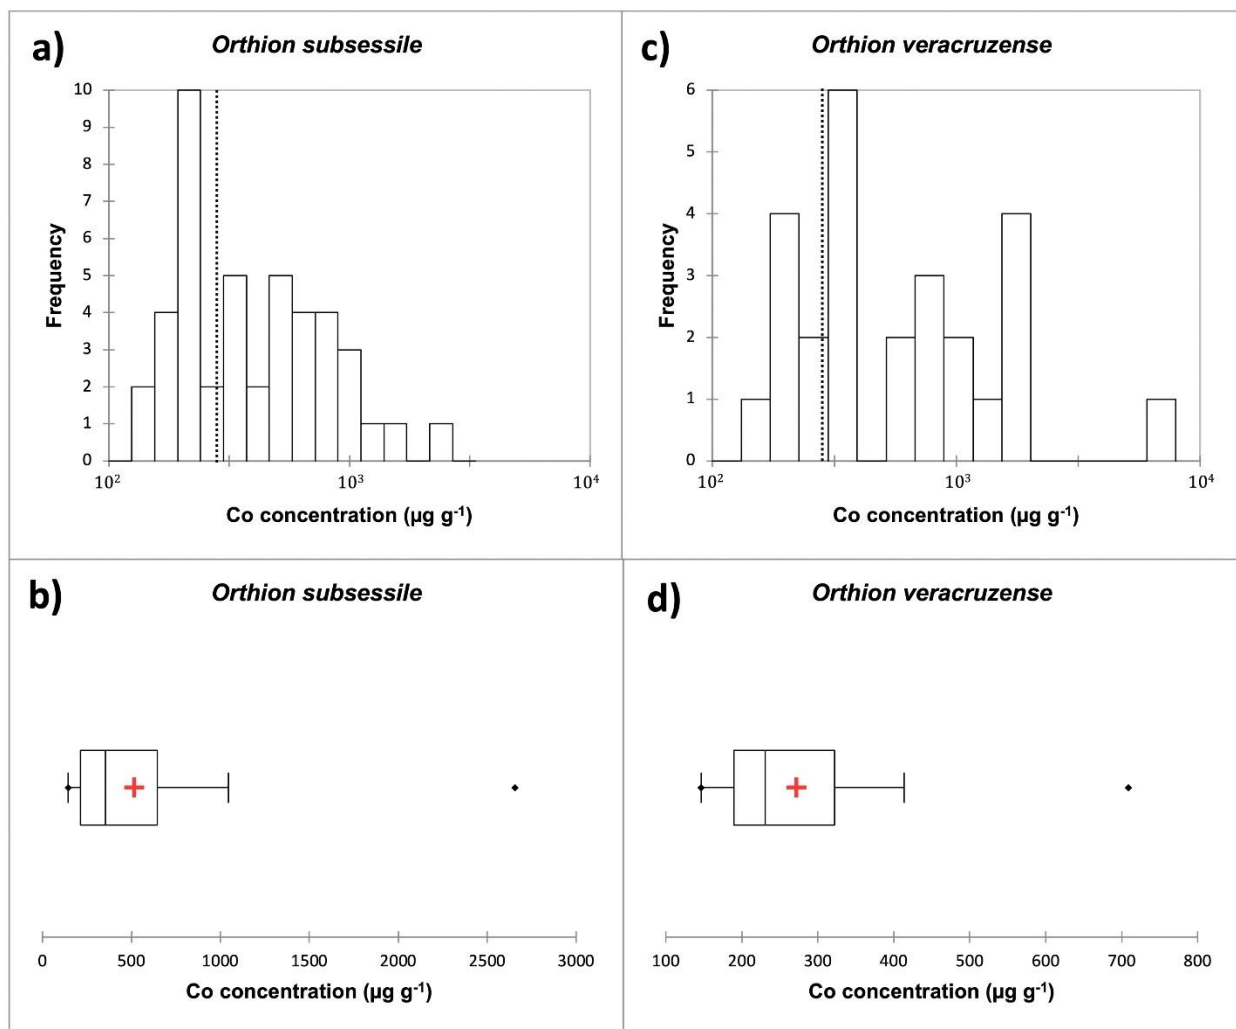 a) Orthion subsessile
10
9
8
7
6
5
4
3
2
1
0
Frequency
10² 10³ 10⁴
Co concentration (µg g⁻¹)
c) Orthion veracruzense
6
5
4
3
2
1
0
Frequency
10² 10³ 10⁴
Co concentration (µg g⁻¹)
b) Orthion subsessile
0 500 1000 1500 2000 2500 3000
Co concentration (µg g⁻¹)
d) Orthion veracruzense
100 200 300 400 500 600 700 800
Co concentration (µg g⁻¹)